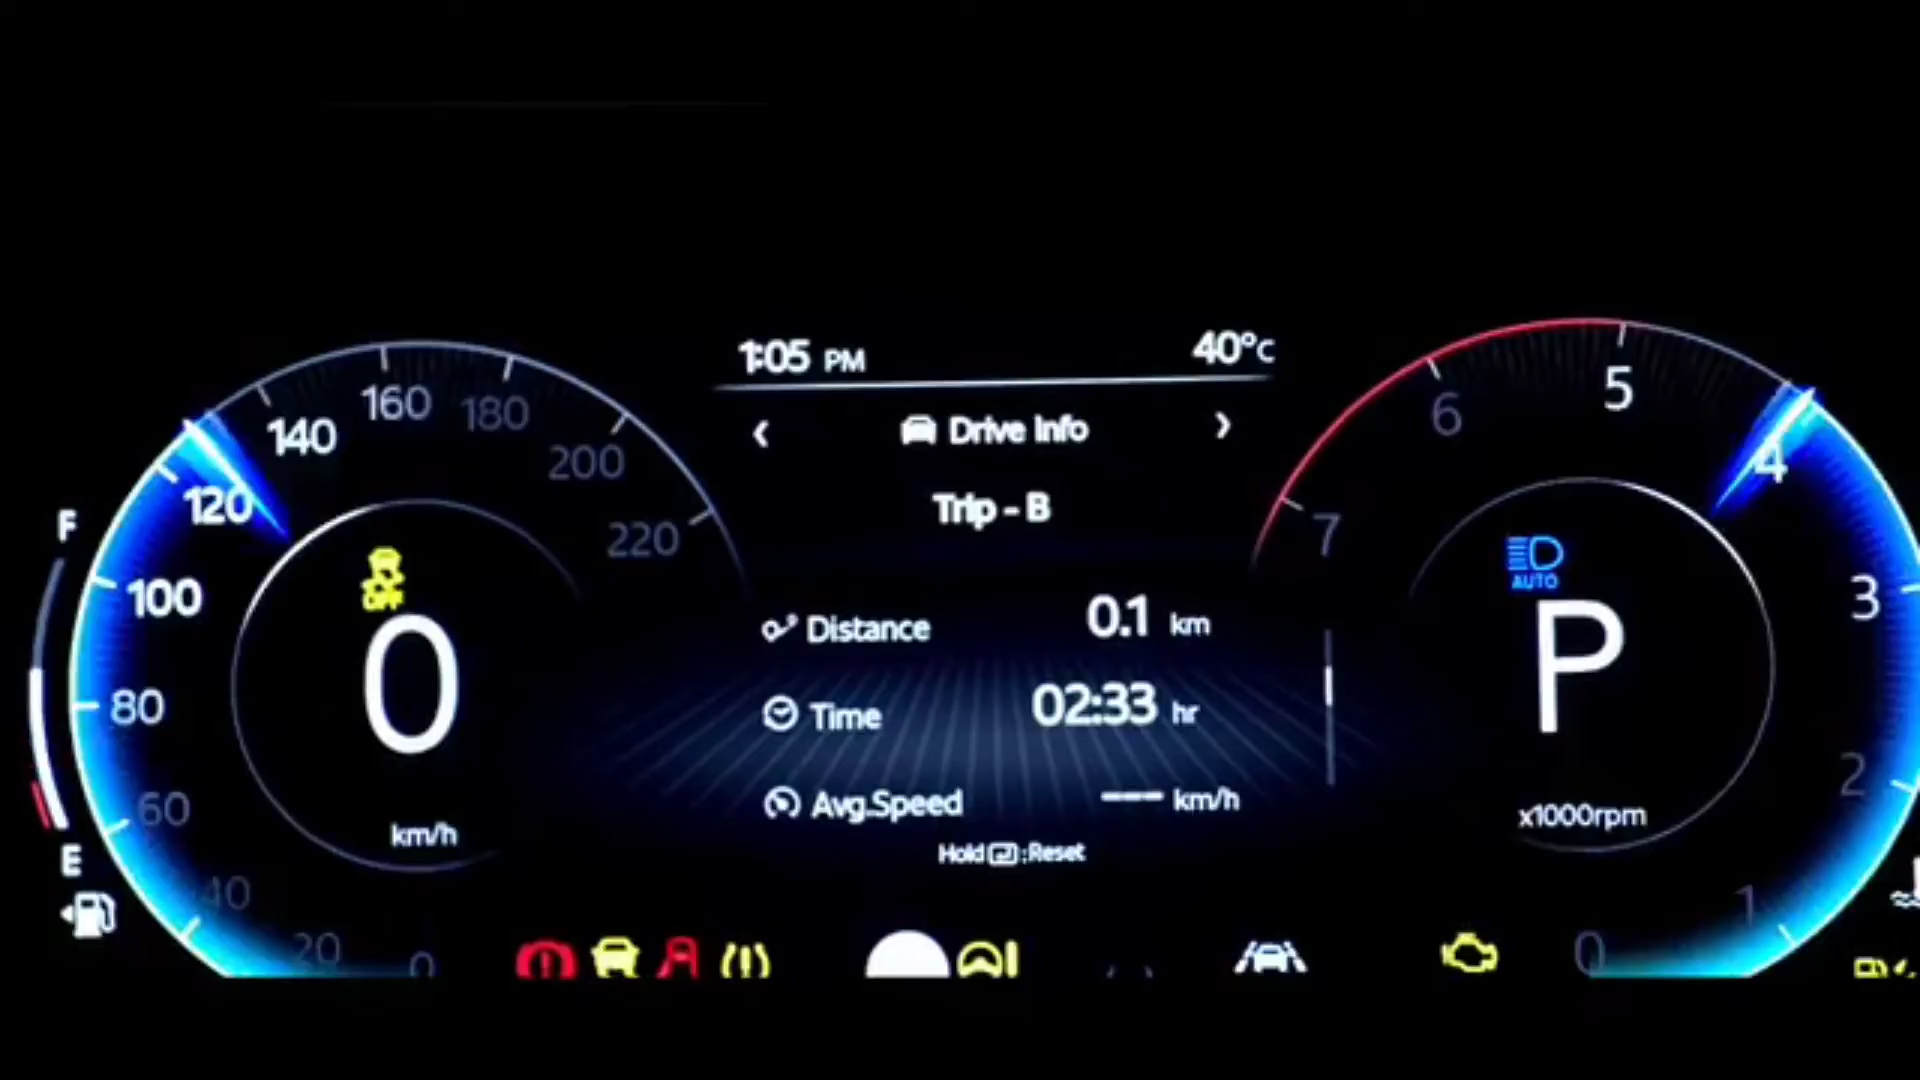 1:05 PM 40°C
‹ Drive Info ›
Trip - B
Distance 0.1 km
Time 02:33 hr
Avg.Speed --- km/h
Hold :Reset
F
E
0
20
40
60
80
100
120
140
160
180
200
220
OFF
0
km/h
7
6
5
4
3
2
1
0
AUTO
P
x1000rpm